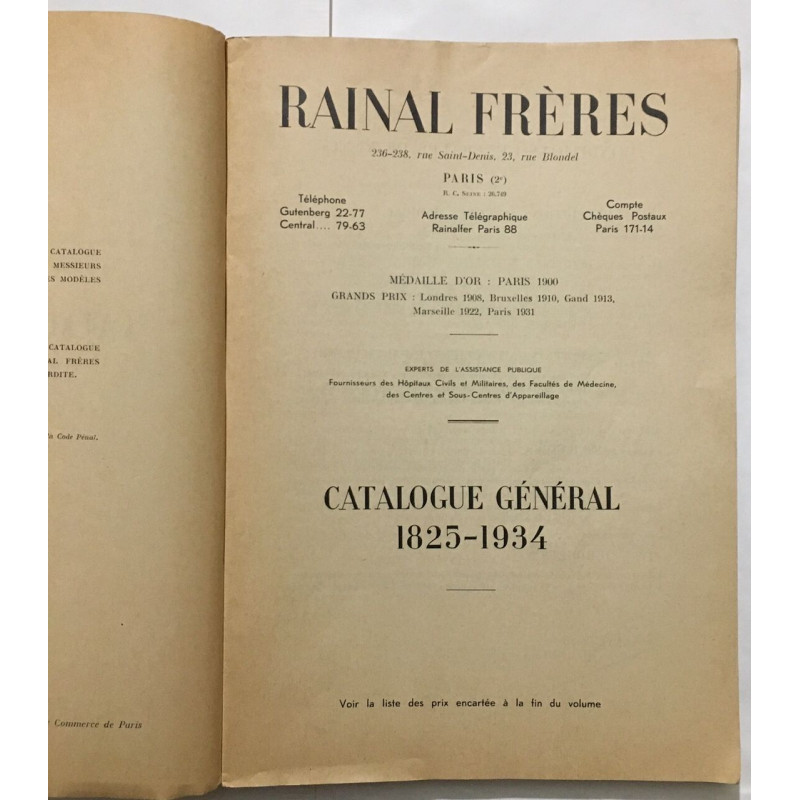 CATALOGUE
MESSIEURS
MODÈLES
CATALOGUE
FRÈRES
Code Pénal.
Commerce de Paris
RAINAL FRÈRES
236-238, rue Saint-Denis, 23, rue Blondel
PARIS (2e)
R. C. Seine : 26.749
Téléphone
Gutenberg 22-77
Central.... 79-63
Adresse Télégraphique
Rainalfer Paris 88
Compte
Chèques Postaux
Paris 171-14
MÉDAILLE D'OR : PARIS 1900
GRANDS PRIX : Londres 1908, Bruxelles 1910, Gand 1913,
Marseille 1922, Paris 1931
EXPERTS DE L'ASSISTANCE PUBLIQUE
Fournisseurs des Hôpitaux Civils et Militaires, des Facultés de Médecine,
des Centres et Sous-Centres d'Appareillage
CATALOGUE GÉNÉRAL
1825-1934
Voir la liste des prix encartée à la fin du volume